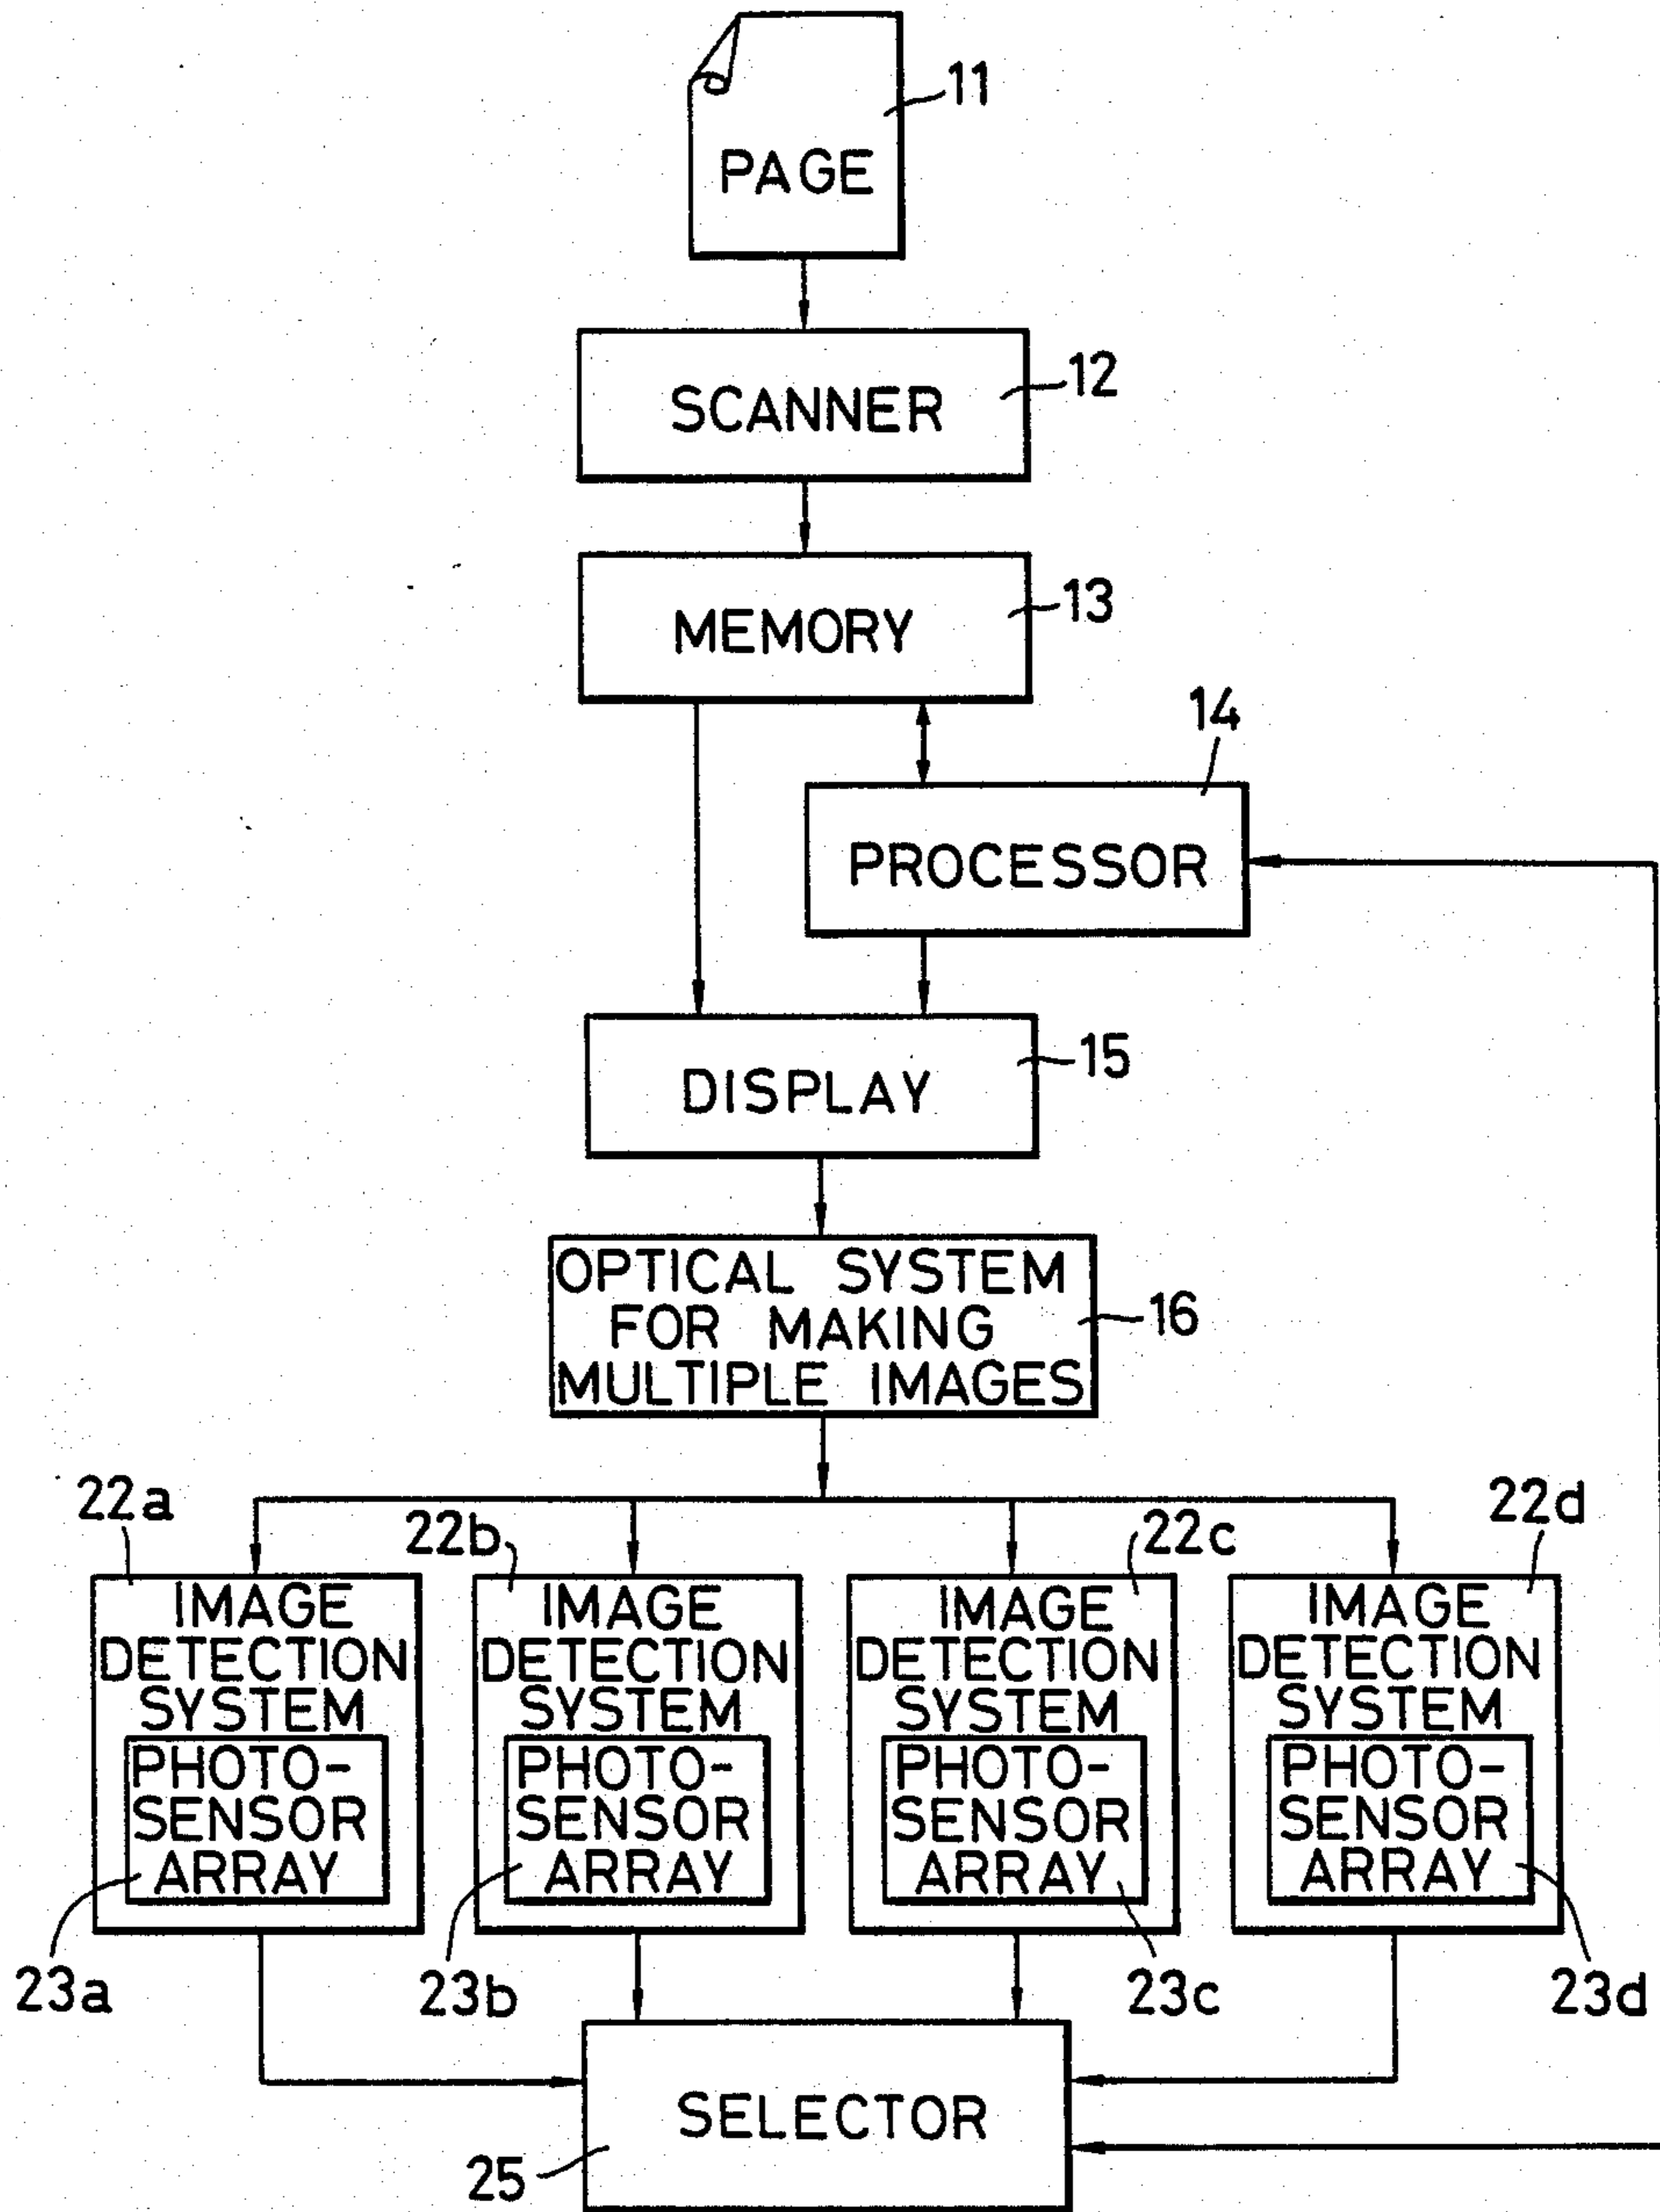 11
PAGE
12
SCANNER
13
MEMORY
14
PROCESSOR
15
DISPLAY
OPTICAL SYSTEM
FOR MAKING
MULTIPLE IMAGES
16
22a
IMAGE
DETECTION
SYSTEM
PHOTO-
SENSOR
ARRAY
23a
22b
IMAGE
DETECTION
SYSTEM
PHOTO-
SENSOR
ARRAY
23b
22c
IMAGE
DETECTION
SYSTEM
PHOTO-
SENSOR
ARRAY
23c
22d
IMAGE
DETECTION
SYSTEM
PHOTO-
SENSOR
ARRAY
23d
SELECTOR
25